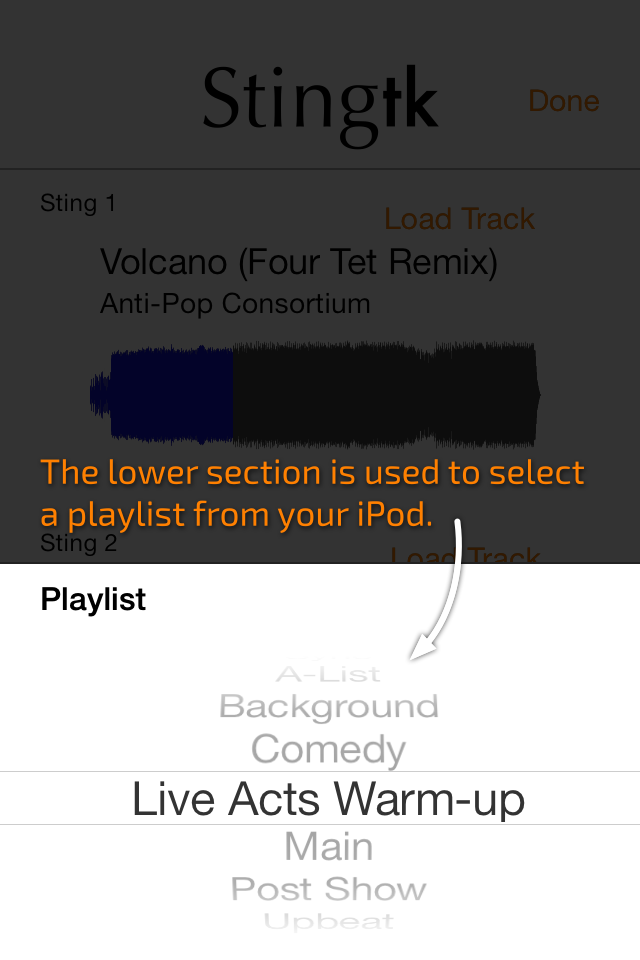 Stingtk
Done
Sting 1
Load Track
Volcano (Four Tet Remix)
Anti-Pop Consortium
The lower section is used to select
a playlist from your iPod.
Sting 2
Load Track
Playlist
A-List
Background
Comedy
Live Acts Warm-up
Main
Post Show
Upbeat